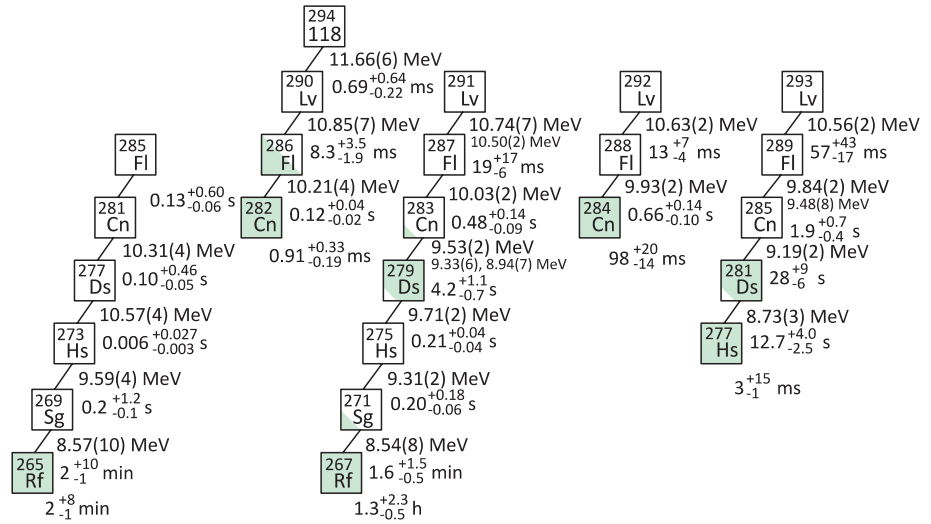 294
118
11.66(6) MeV
290 Lv 0.69 +0.64 -0.22 ms
291 Lv
292 Lv
293 Lv
10.85(7) MeV
10.74(7) MeV
10.50(2) MeV
10.63(2) MeV
10.56(2) MeV
285 Fl
286 Fl 8.3 +3.5 -1.9 ms
287 Fl 19 +17 -6 ms
288 Fl 13 +7 -4 ms
289 Fl 57 +43 -17 ms
0.13 +0.60 -0.06 s
10.21(4) MeV
10.03(2) MeV
9.93(2) MeV
9.84(2) MeV
9.48(8) MeV
281 Cn
282 Cn 0.12 +0.04 -0.02 s
283 Cn 0.48 +0.14 -0.09 s
284 Cn 0.66 +0.14 -0.10 s
285 Cn 1.9 +0.7 -0.4 s
10.31(4) MeV
0.91 +0.33 -0.19 ms
9.53(2) MeV
9.33(6), 8.94(7) MeV
98 +20 -14 ms
9.19(2) MeV
277 Ds 0.10 +0.46 -0.05 s
279 Ds 4.2 +1.1 -0.7 s
281 Ds 28 +9 -6 s
10.57(4) MeV
9.71(2) MeV
8.73(3) MeV
273 Hs 0.006 +0.027 -0.003 s
275 Hs 0.21 +0.04 -0.04 s
277 Hs 12.7 +4.0 -2.5 s
9.59(4) MeV
9.31(2) MeV
3 +15 -1 ms
269 Sg 0.2 +1.2 -0.1 s
271 Sg 0.20 +0.18 -0.06 s
8.57(10) MeV
8.54(8) MeV
265 Rf 2 +10 -1 min
267 Rf 1.6 +1.5 -0.5 min
2 +8 -1 min
1.3 +2.3 -0.5 h